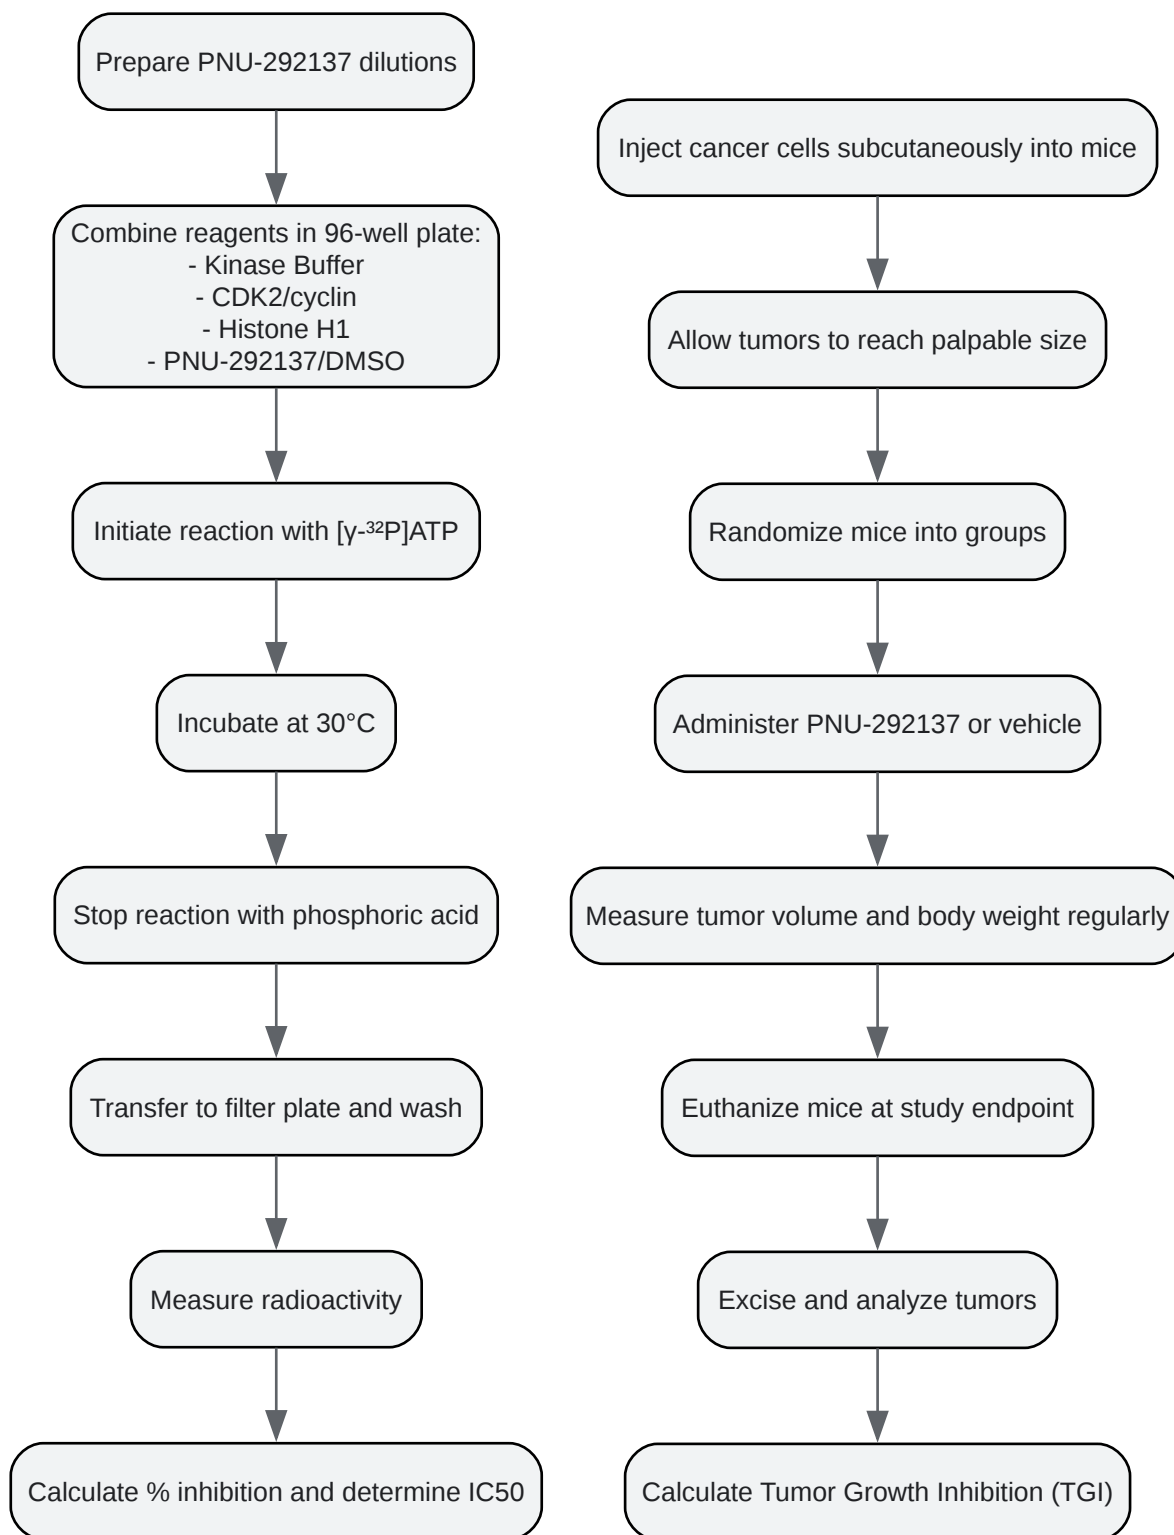 Prepare PNU-292137 dilutions
Combine reagents in 96-well plate:
- Kinase Buffer
- CDK2/cyclin
- Histone H1
- PNU-292137/DMSO
Initiate reaction with [γ-³²P]ATP
Incubate at 30°C
Stop reaction with phosphoric acid
Transfer to filter plate and wash
Measure radioactivity
Calculate % inhibition and determine IC50
Inject cancer cells subcutaneously into mice
Allow tumors to reach palpable size
Randomize mice into groups
Administer PNU-292137 or vehicle
Measure tumor volume and body weight regularly
Euthanize mice at study endpoint
Excise and analyze tumors
Calculate Tumor Growth Inhibition (TGI)